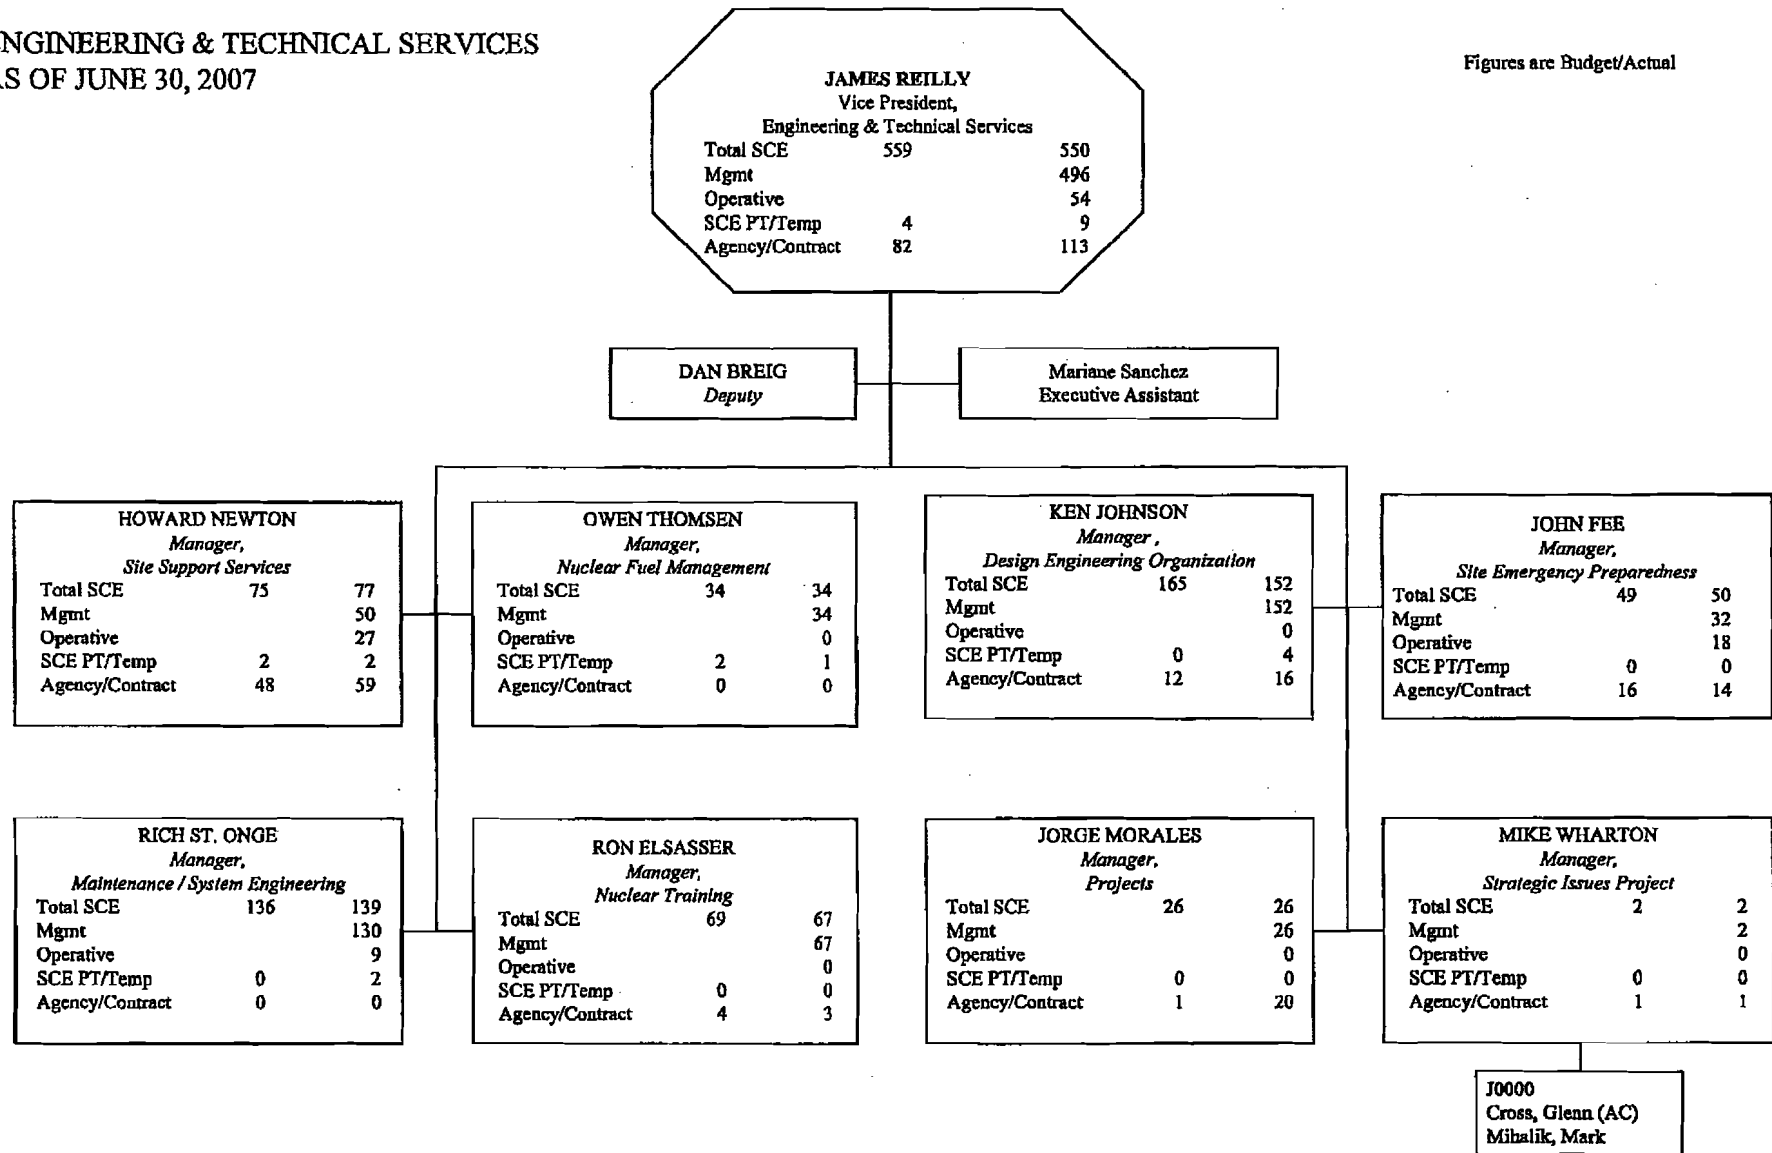 NGINEERING & TECHNICAL SERVICES
AS OF JUNE 30, 2007
Figures are Budget/Actual
JAMES REILLY
Vice President,
Engineering & Technical Services
Total SCE 559 550
Mgmt 496
Operative 54
SCE PT/Temp 4 9
Agency/Contract 82 113
DAN BREIG
Deputy
Mariane Sanchez
Executive Assistant
HOWARD NEWTON
Manager,
Site Support Services
Total SCE 75 77
Mgmt 50
Operative 27
SCE PT/Temp 2 2
Agency/Contract 48 59
OWEN THOMSEN
Manager,
Nuclear Fuel Management
Total SCE 34 34
Mgmt 34
Operative 0
SCE PT/Temp 2 1
Agency/Contract 0 0
KEN JOHNSON
Manager ,
Design Engineering Organization
Total SCE 165 152
Mgmt 152
Operative 0
SCE PT/Temp 0 4
Agency/Contract 12 16
JOHN FEE
Manager,
Site Emergency Preparedness
Total SCE 49 50
Mgmt 32
Operative 18
SCE PT/Temp 0 0
Agency/Contract 16 14
RICH ST. ONGE
Manager,
Maintenance / System Engineering
Total SCE 136 139
Mgmt 130
Operative 9
SCE PT/Temp 0 2
Agency/Contract 0 0
RON ELSASSER
Manager,
Nuclear Training
Total SCE 69 67
Mgmt 67
Operative 0
SCE PT/Temp 0 0
Agency/Contract 4 3
JORGE MORALES
Manager,
Projects
Total SCE 26 26
Mgmt 26
Operative 0
SCE PT/Temp 0 0
Agency/Contract 1 20
MIKE WHARTON
Manager,
Strategic Issues Project
Total SCE 2 2
Mgmt 2
Operative 0
SCE PT/Temp 0 0
Agency/Contract 1 1
J0000
Cross, Glenn (AC)
Mihalik, Mark